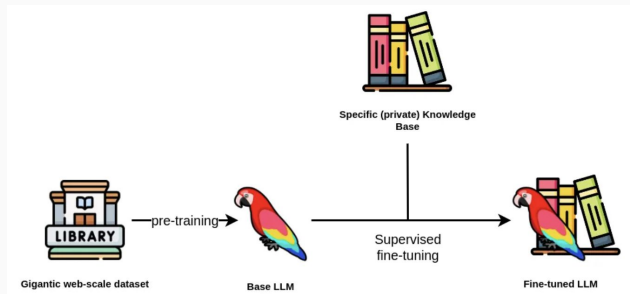 Specific (private) Knowledge
Base
LIBRARY
pre-training
Supervised
fine-tuning
Gigantic web-scale dataset
Base LLM
Fine-tuned LLM